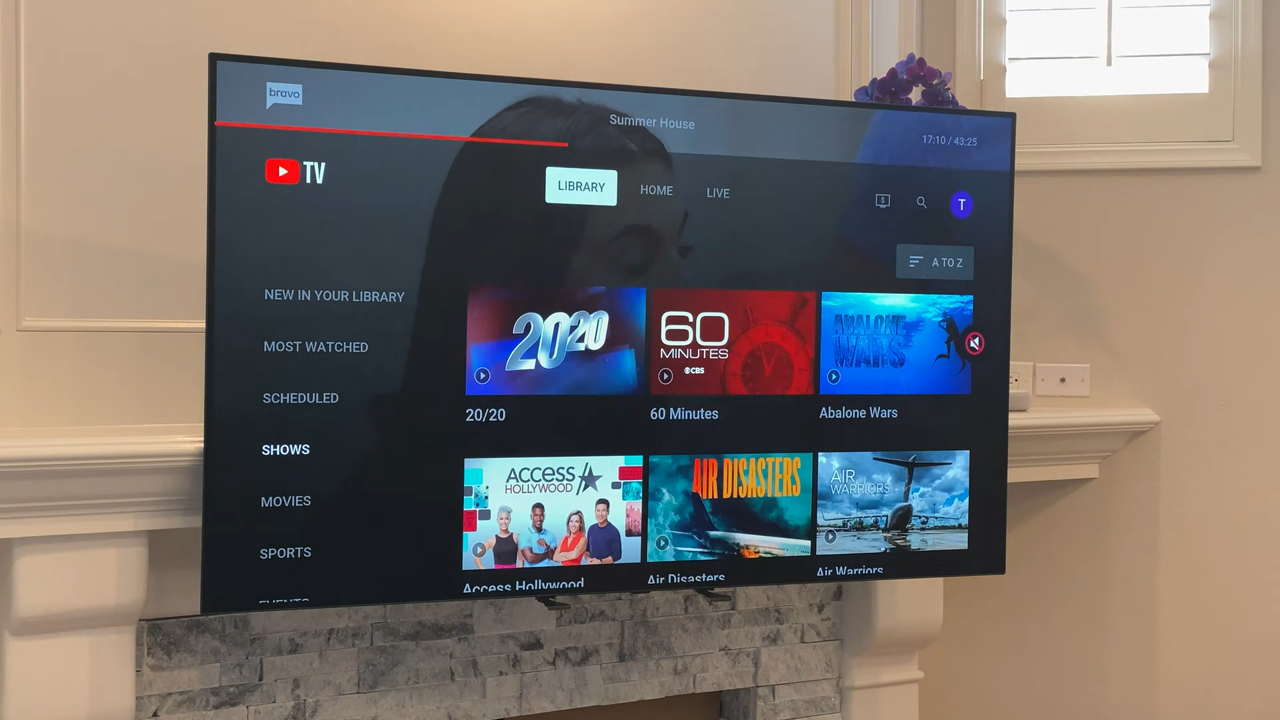 bravo
Summer House
17:10 / 43:25
TV
LIBRARY
HOME
LIVE
T
A TO Z
NEW IN YOUR LIBRARY
MOST WATCHED
SCHEDULED
SHOWS
MOVIES
SPORTS
EVENTS
2020
60
MINUTES
CBS
ABALONE
WARS
20/20
60 Minutes
Abalone Wars
ACCESS
HOLLYWOOD
AIR DISASTERS
AIR
WARRIORS
Access Hollywood
Air Disasters
Air Warriors